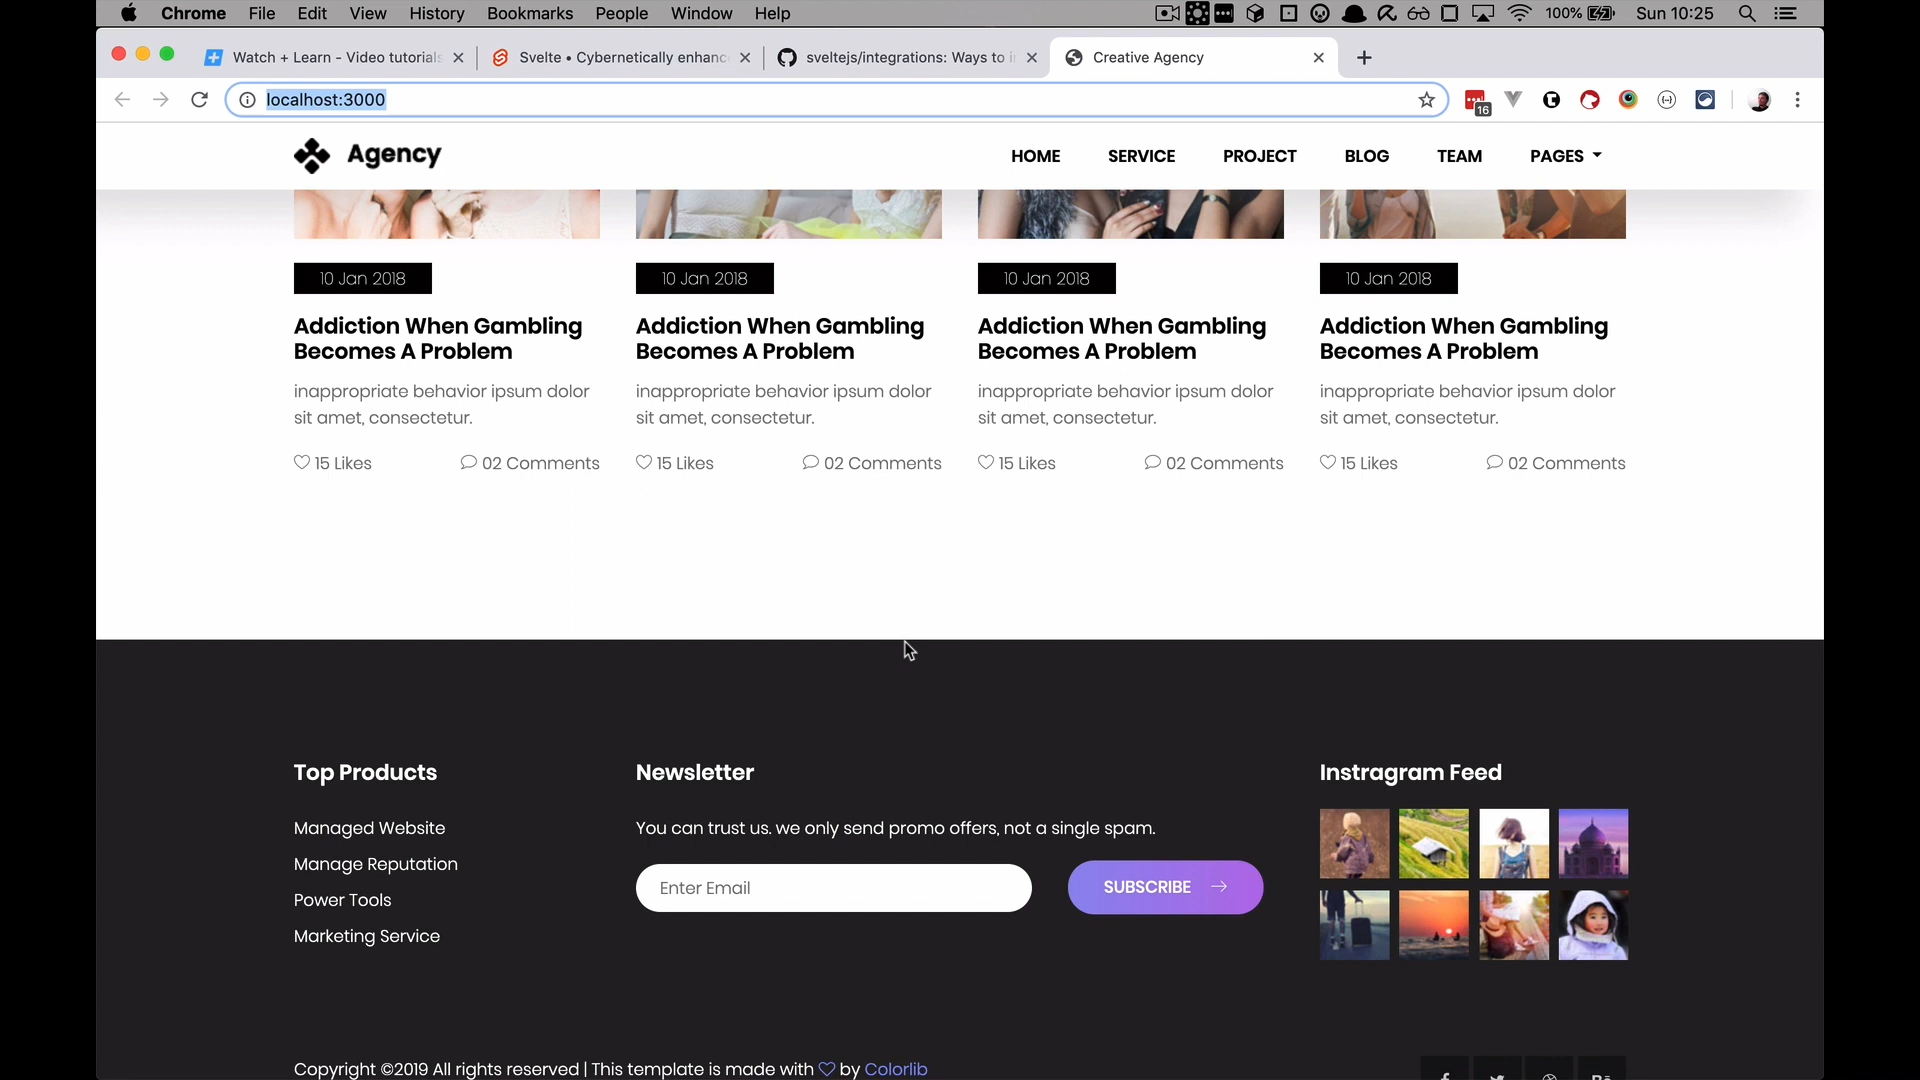 Chrome File Edit View History Bookmarks People Window Help 100% Sun 10:25
Watch + Learn - Video tutorials Svelte • Cybernetically enhanc sveltejs/integrations: Ways to Creative Agency
localhost:3000 16
Agency HOME SERVICE PROJECT BLOG TEAM PAGES
10 Jan 2018 10 Jan 2018 10 Jan 2018 10 Jan 2018
Addiction When Gambling Addiction When Gambling Addiction When Gambling Addiction When Gambling
Becomes A Problem Becomes A Problem Becomes A Problem Becomes A Problem
inappropriate behavior ipsum dolor inappropriate behavior ipsum dolor inappropriate behavior ipsum dolor inappropriate behavior ipsum dolor
sit amet, consectetur. sit amet, consectetur. sit amet, consectetur. sit amet, consectetur.
15 Likes 02 Comments 15 Likes 02 Comments 15 Likes 02 Comments 15 Likes 02 Comments
Top Products Newsletter Instragram Feed
Managed Website You can trust us. we only send promo offers, not a single spam.
Manage Reputation
Enter Email SUBSCRIBE
Power Tools
Marketing Service
Copyright ©2019 All rights reserved | This template is made with by Colorlib